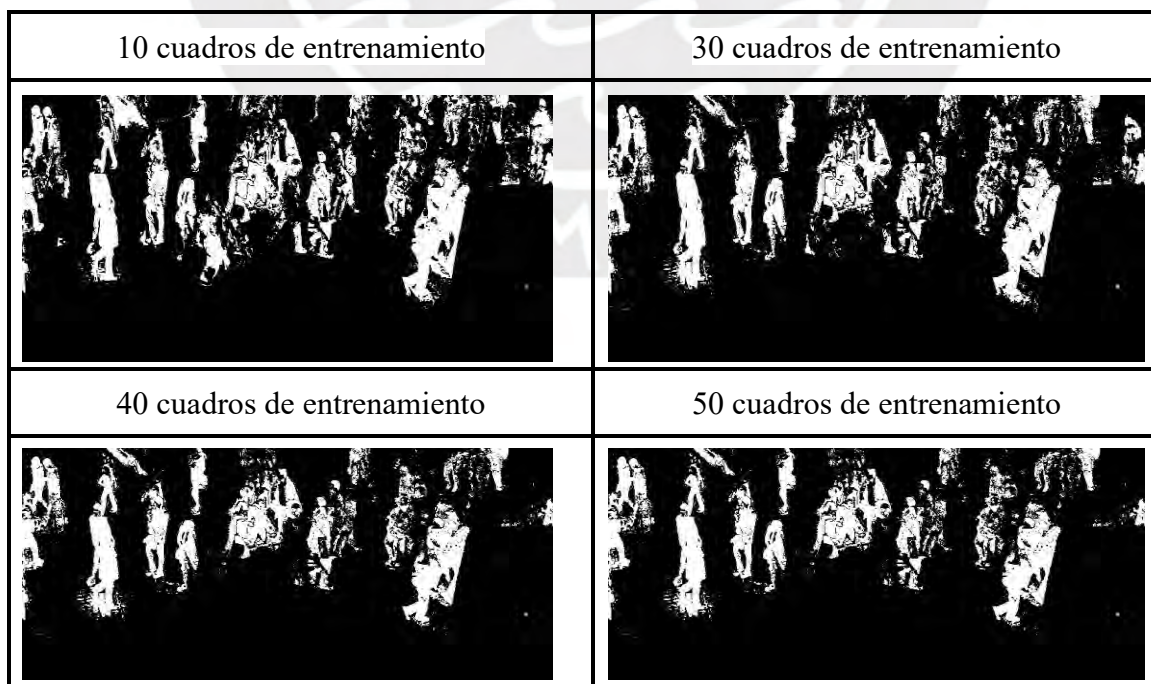 10 cuadros de entrenamiento
30 cuadros de entrenamiento
40 cuadros de entrenamiento
50 cuadros de entrenamiento